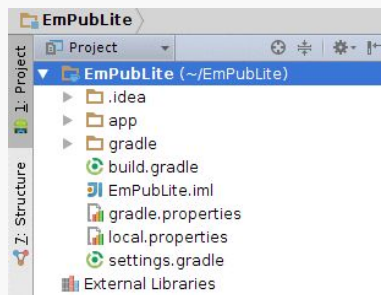 EmPubLite
Project
1: Project
EmPubLite (~/EmPubLite)
.idea
app
gradle
build.gradle
EmPubLite.iml
gradle.properties
local.properties
settings.gradle
External Libraries
Z: Structure